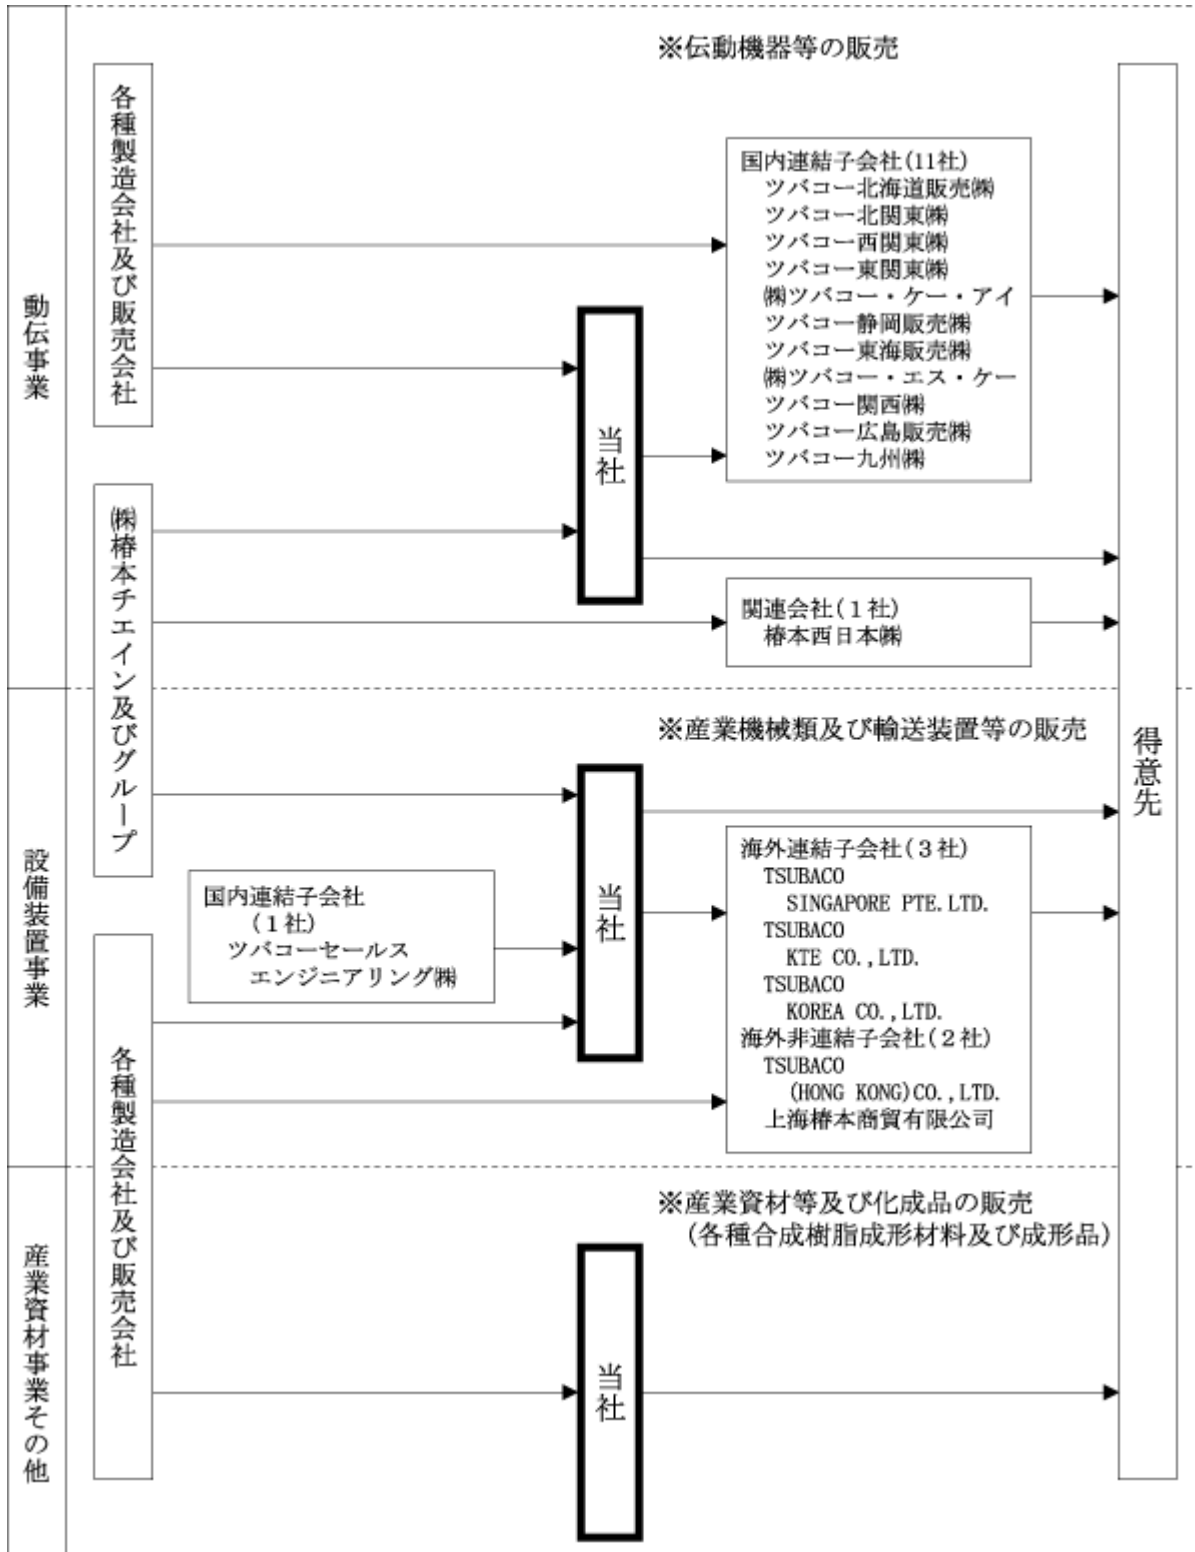 動伝事業
各種製造会社及び販売会社
※伝動機器等の販売
国内連結子会社(11社)
ツバコー北海道販売㈱
ツバコー北関東㈱
ツバコー西関東㈱
ツバコー東関東㈱
㈱ツバコー・ケー・アイ
ツバコー静岡販売㈱
ツバコー東海販売㈱
㈱ツバコー・エス・ケー
ツバコー関西㈱
ツバコー広島販売㈱
ツバコー九州㈱
当社
㈱椿本チエイン及びグループ
関連会社(1社)
椿本西日本㈱
得意先
設備装置事業
※産業機械類及び輸送装置等の販売
国内連結子会社
(1社)
ツバコーセールス
エンジニアリング㈱
当社
海外連結子会社(3社)
TSUBACO
SINGAPORE PTE.LTD.
TSUBACO
KTE CO.,LTD.
TSUBACO
KOREA CO.,LTD.
海外非連結子会社(2社)
TSUBACO
(HONG KONG)CO.,LTD.
上海椿本商貿有限公司
各種製造会社及び販売会社
産業資材事業その他
※産業資材等及び化成品の販売
(各種合成樹脂成形材料及び成形品)
当社